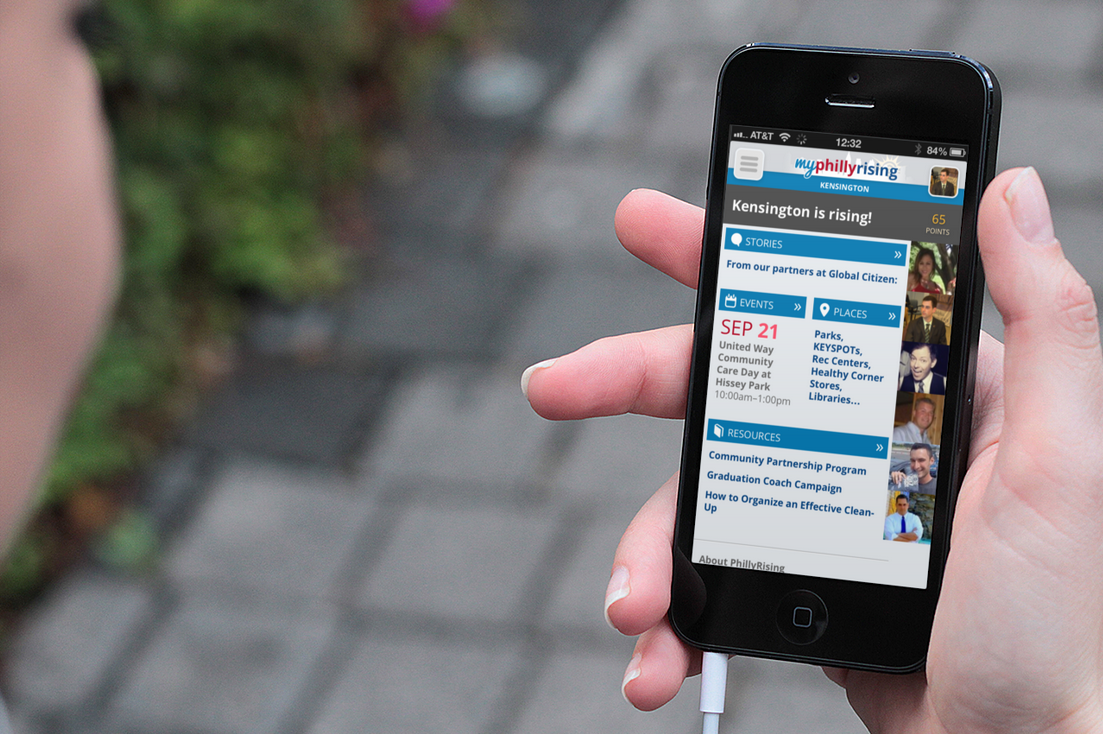 AT&T 12:32 84%
myphillyrising
KENSINGTON
Kensington is rising!
65
POINTS
STORIES »
From our partners at Global Citizen:
EVENTS »
SEP 21
United Way
Community
Care Day at
Hissey Park
10:00am–1:00pm
PLACES »
Parks,
KEYSPOTs,
Rec Centers,
Healthy Corner
Stores,
Libraries...
RESOURCES »
Community Partnership Program
Graduation Coach Campaign
How to Organize an Effective Clean-
Up
About PhillyRising